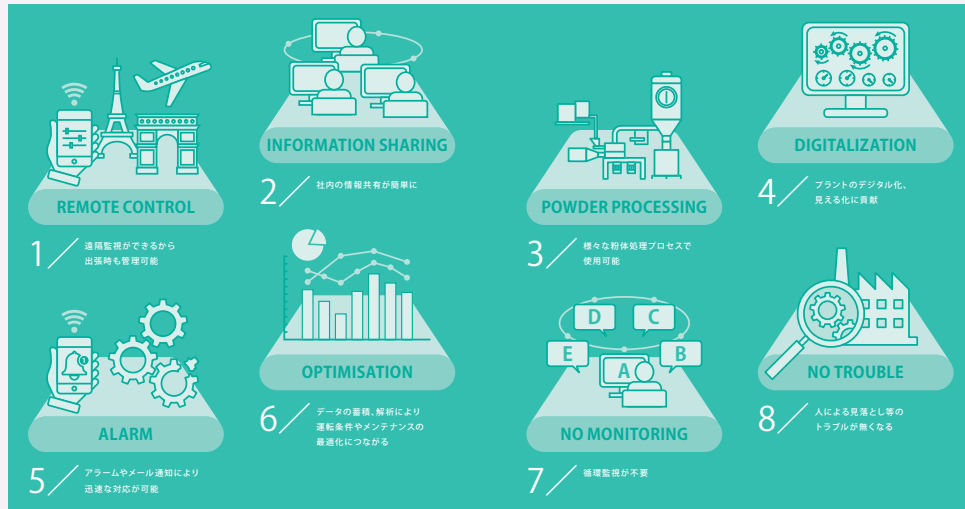 REMOTE CONTROL
1
遠隔監視ができるから
出張時も管理可能
INFORMATION SHARING
2
社内の情報共有が簡単に
POWDER PROCESSING
3
様々な粉体処理プロセスで
使用可能
DIGITALIZATION
4
プラントのデジタル化、
見える化に貢献
ALARM
5
アラームやメール通知により
迅速な対応が可能
OPTIMISATION
6
データの蓄積、解析により
運転条件やメンテナンスの
最適化につながる
D
C
E
A
B
NO MONITORING
7
循環監視が不要
NO TROUBLE
8
人による見落とし等の
トラブルが無くなる